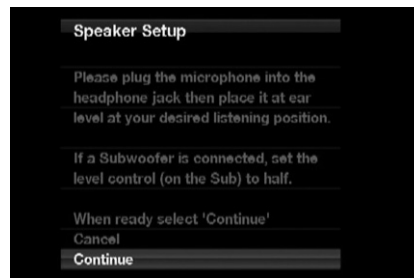 Speaker Setup
Please plug the microphone into the
headphone jack then place it at ear
level at your desired listening position.
If a Subwoofer is connected, set the
level control (on the Sub) to half.
When ready select 'Continue'
Cancel
Continue